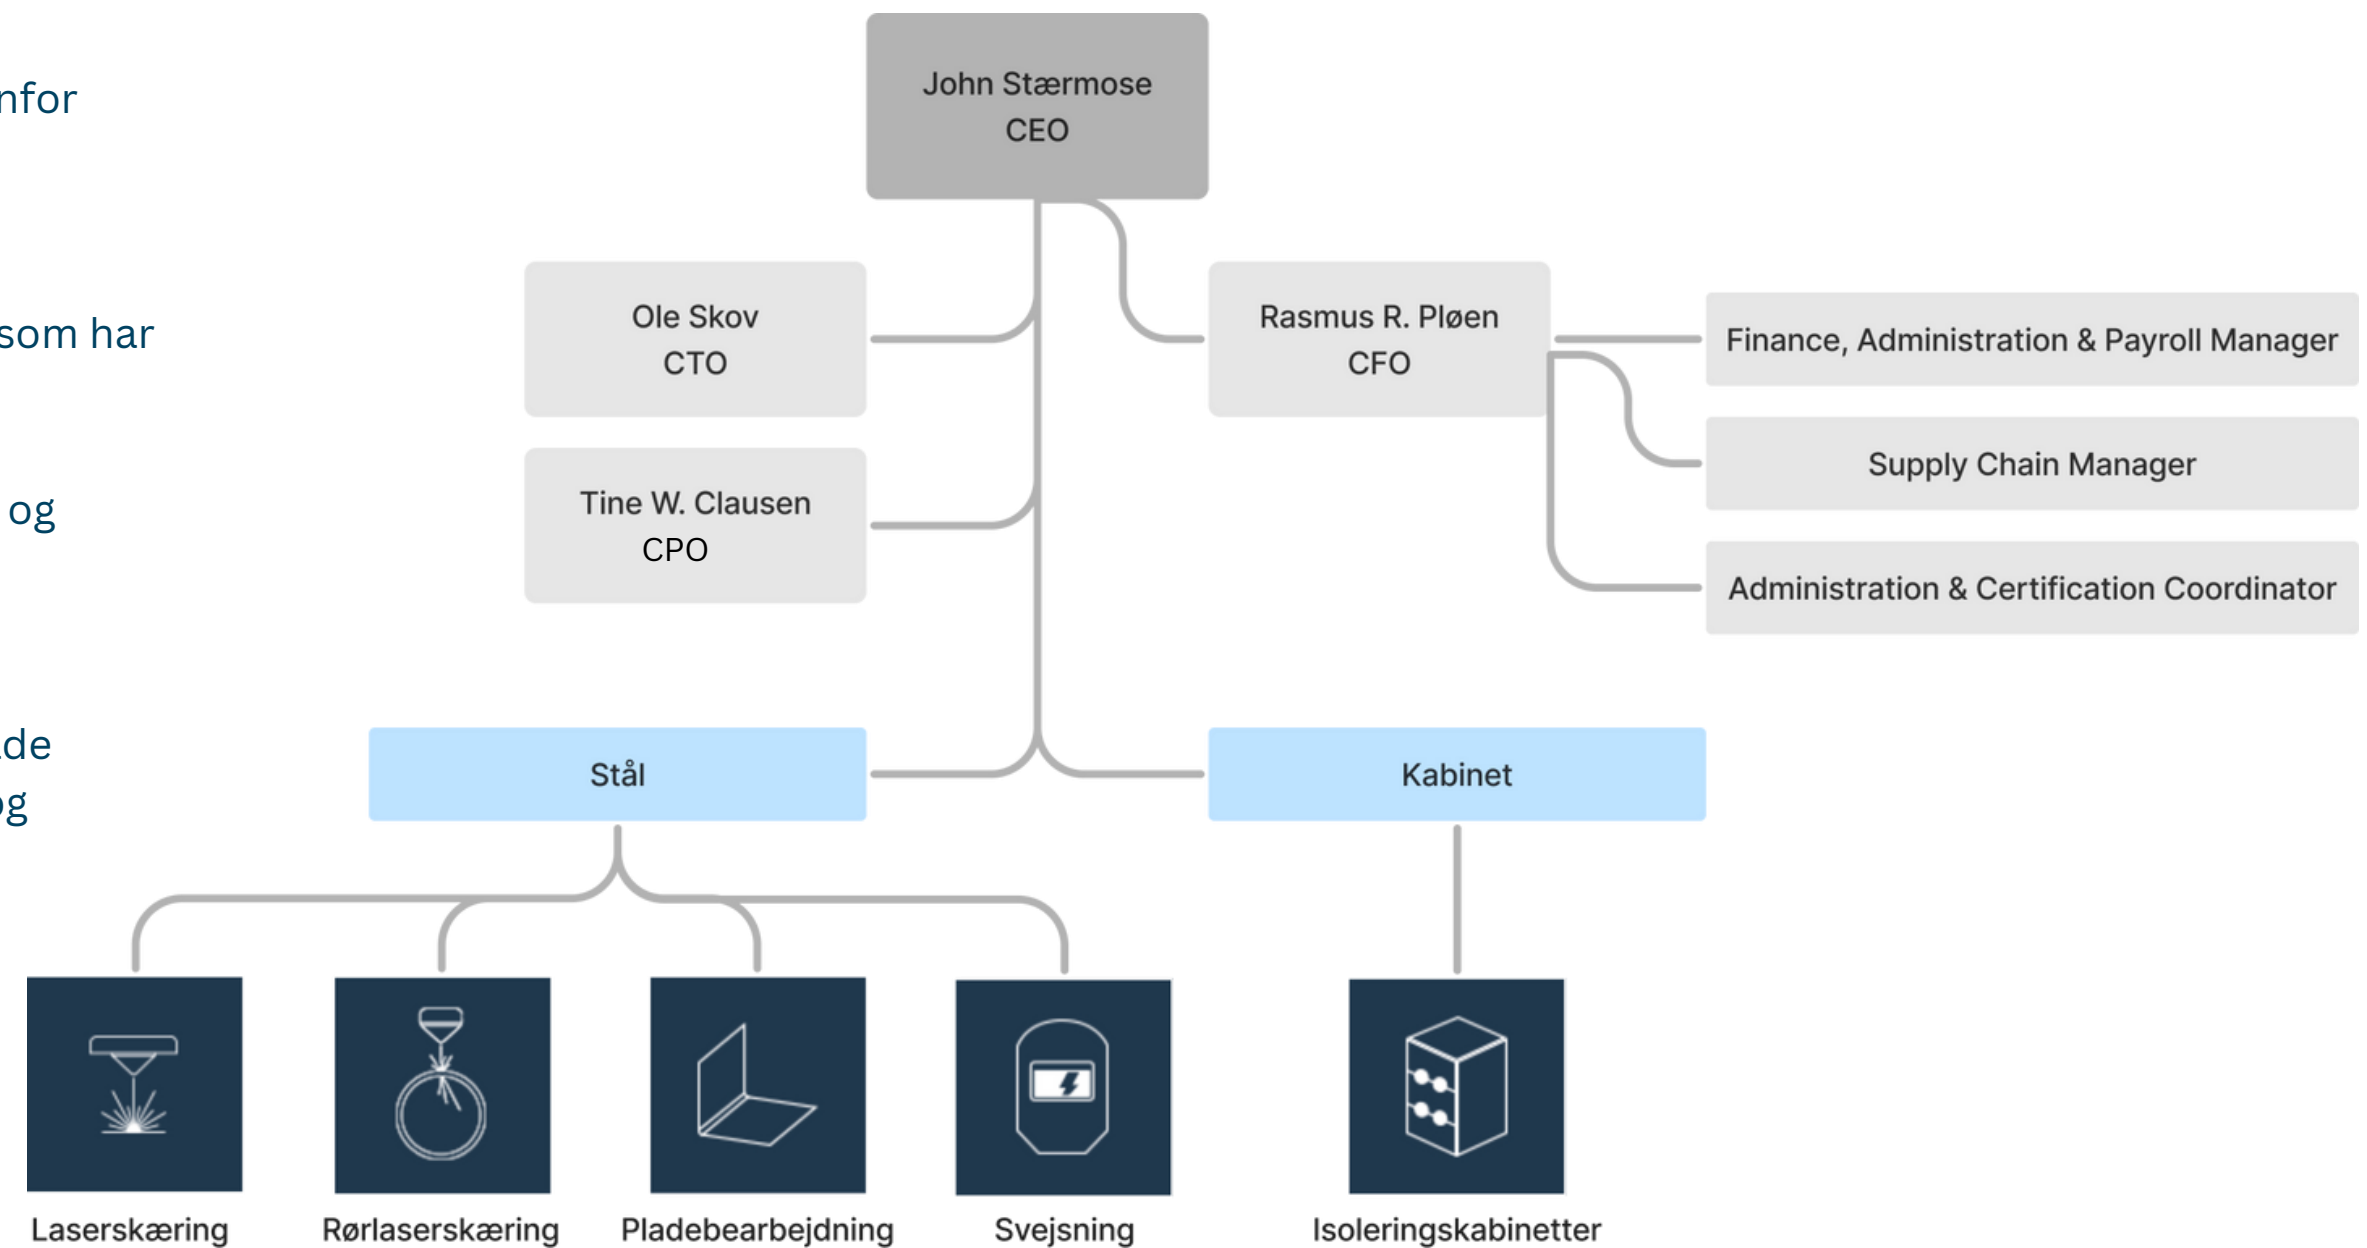 nfor
som har
og
de
og
John Stærmose
CEO
Ole Skov
CTO
Rasmus R. Pløen
CFO
Finance, Administration & Payroll Manager
Supply Chain Manager
Administration & Certification Coordinator
Tine W. Clausen
CPO
Stål
Kabinet
Laserskæring
Rørlaserskæring
Pladebearbejdning
Svejsning
Isoleringskabinetter